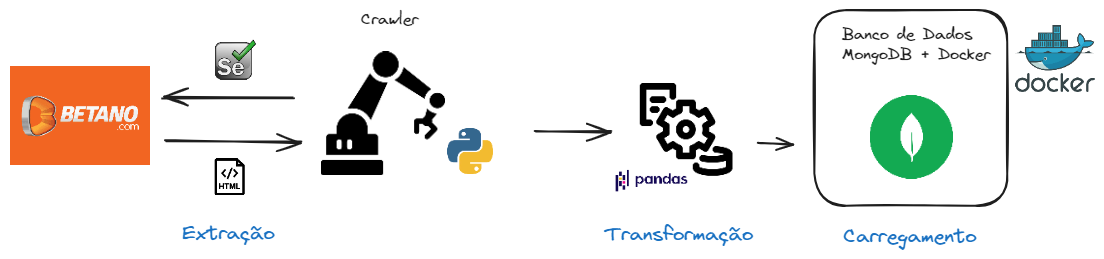 Crawler
Banco de Dados
MongoDB + Docker
docker
Se
BETANO
.com
HTML
pandas
Extração
Transformação
Carregamento